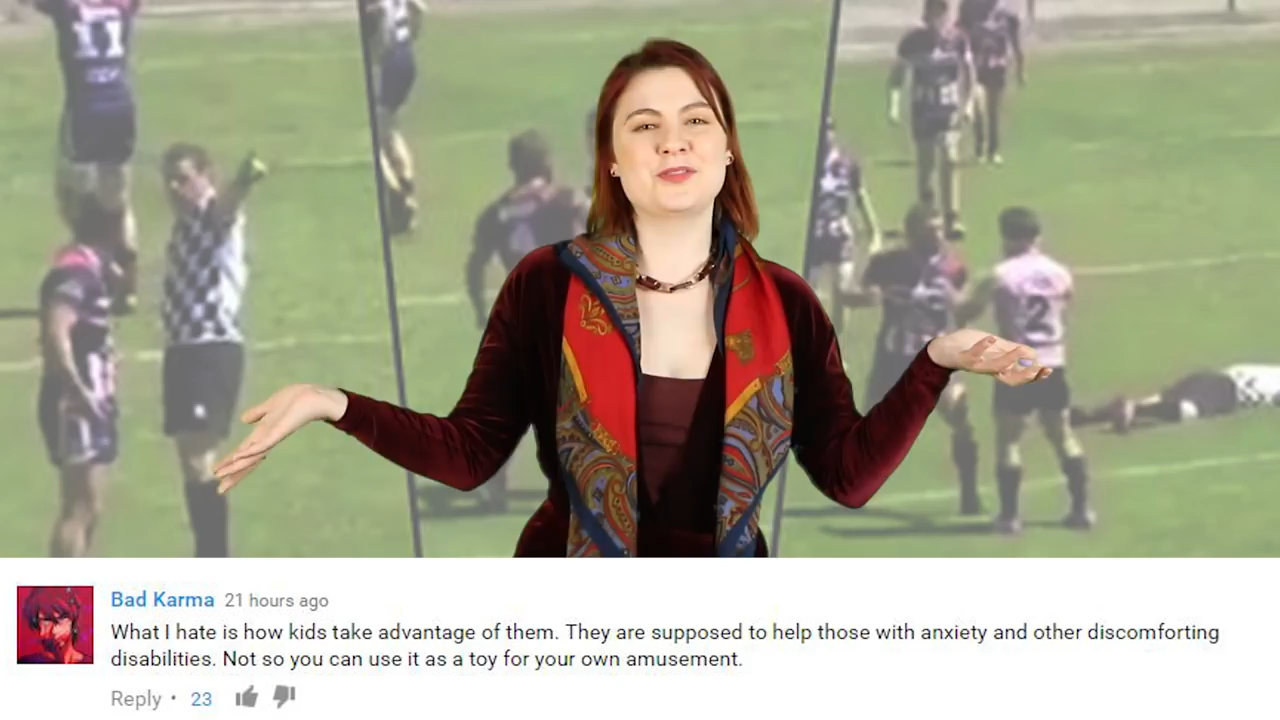 11
2
Bad Karma 21 hours ago
What I hate is how kids take advantage of them. They are supposed to help those with anxiety and other discomforting
disabilities. Not so you can use it as a toy for your own amusement.
Reply • 23